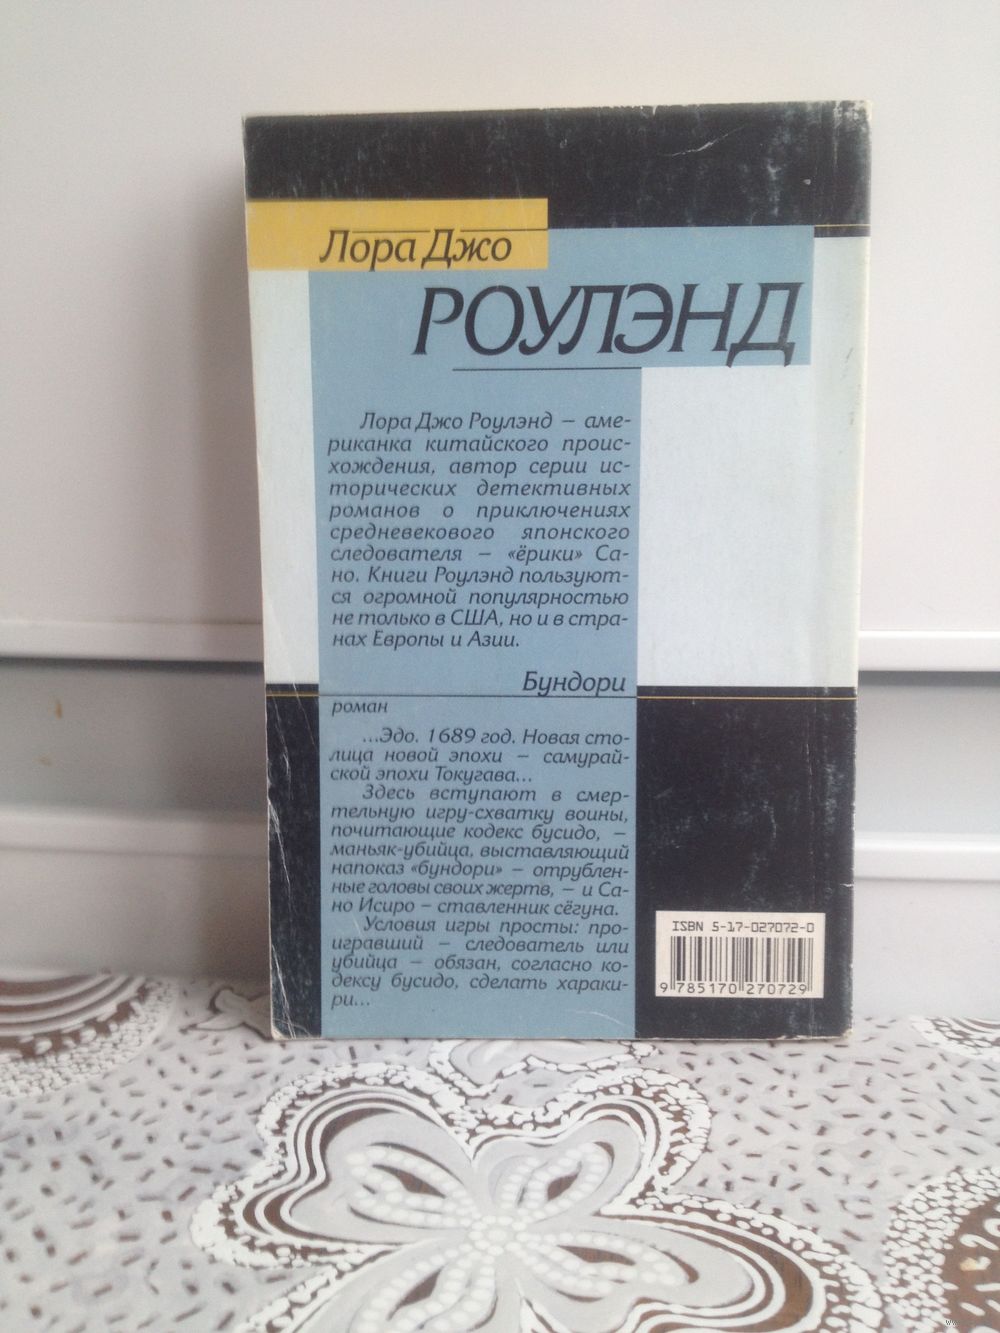 Лора Джо
РОУЛЭНД
Лора Джо Роулэнд – аме-
риканка китайского проис-
хождения, автор серии ис-
торических детективных
романов о приключениях
средневекового японского
следователя – «ёрики» Са-
но. Книги Роулэнд пользуют-
ся огромной популярностью
не только в США, но и в стра-
нах Европы и Азии.
Бундори
роман
...Эдо. 1689 год. Новая сто-
лица новой эпохи – самурай-
ской эпохи Токугава...
Здесь вступают в смер-
тельную игру-схватку воины,
почитающие кодекс бусидо, –
маньяк-убийца, выставляющий
напоказ «бундори» – отрублен-
ные головы своих жертв, – и Са-
но Исиро – ставленник сёгуна.
Условия игры просты: про-
игравший – следователь или
убийца – обязан, согласно ко-
дексу бусидо, сделать хараки-
ри...
ISBN 5-17-027072-0
9 785170 270729